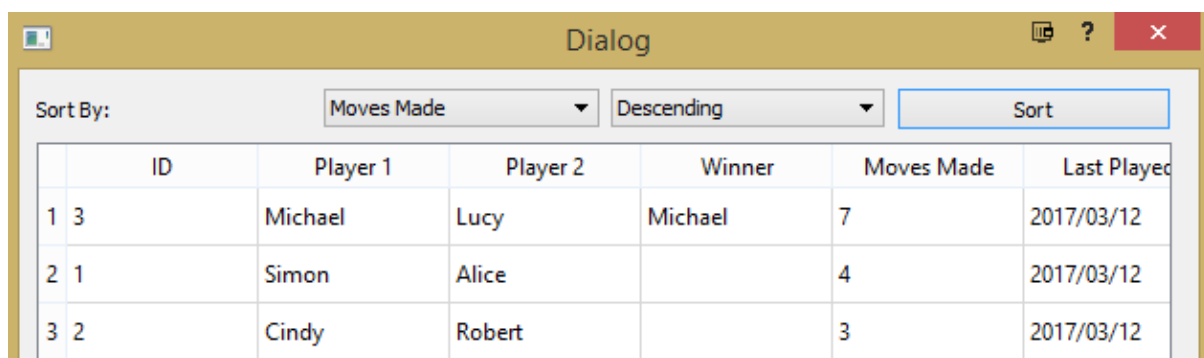 Dialog ?
Sort By: Moves Made Descending Sort
ID Player 1 Player 2 Winner Moves Made Last Played
1 3 Michael Lucy Michael 7 2017/03/12
2 1 Simon Alice 4 2017/03/12
3 2 Cindy Robert 3 2017/03/12